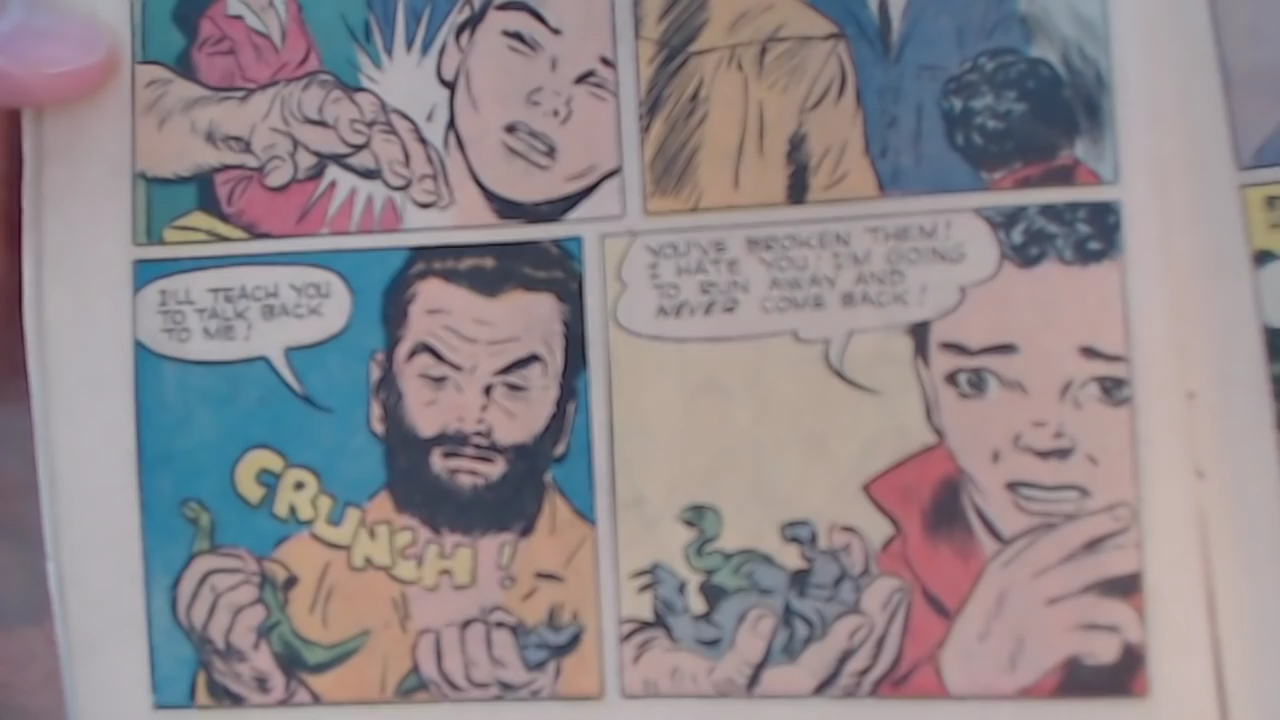 I'LL TEACH YOU
TO TALK BACK
TO ME!
CRUNCH!
YOU'VE BROKEN THEM!
I HATE YOU! I'M GOING
TO RUN AWAY AND
NEVER COME BACK!